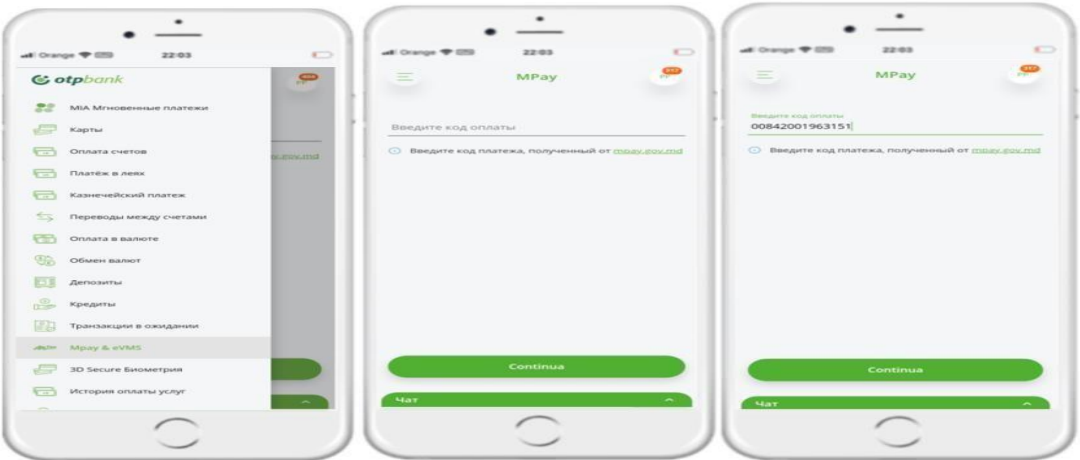 Orange 22:03
otpbank
MIA Мгновенные платежи
Карты
Оплата счетов
Платёж в леях
Казначейский платеж
Переводы между счетами
Оплата в валюте
Обмен валют
Депозиты
Кредиты
Транзакции в ожидании
Mpay & eVMS
3D Secure Биометрия
История оплаты услуг
Orange 22:03
MPay
Введите код оплаты
Введите код платежа, полученный от mpay.gov.md
Continua
Чат
Orange 22:03
MPay
Введите код оплаты
00842001963151
Введите код платежа, полученный от mpay.gov.md
Continua
Чат